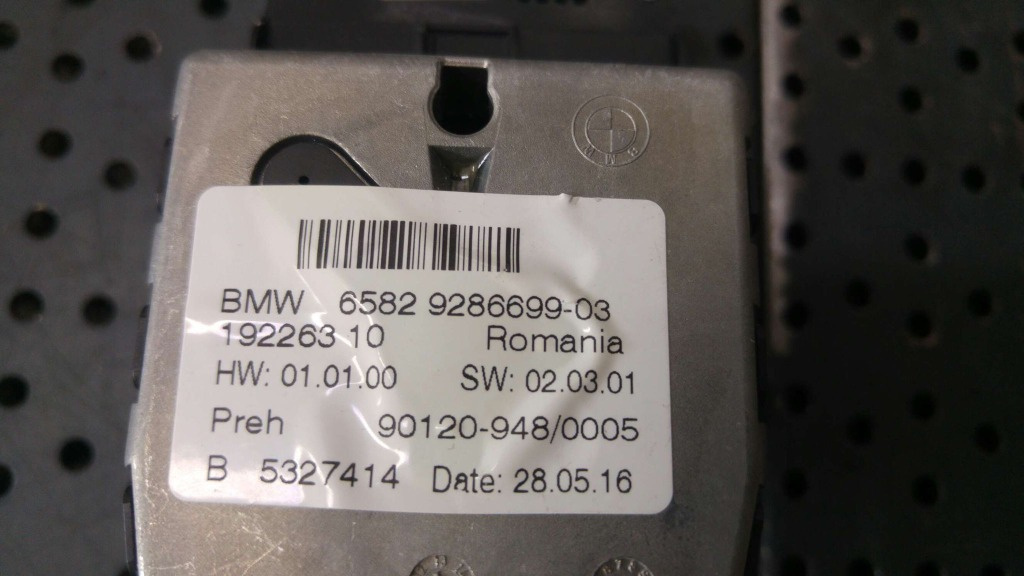 BMW
BMW 6582 9286699-03
192263 10 Romania
HW: 01.01.00 SW: 02.03.01
Preh 90120-948/0005
B 5327414 Date: 28.05.16